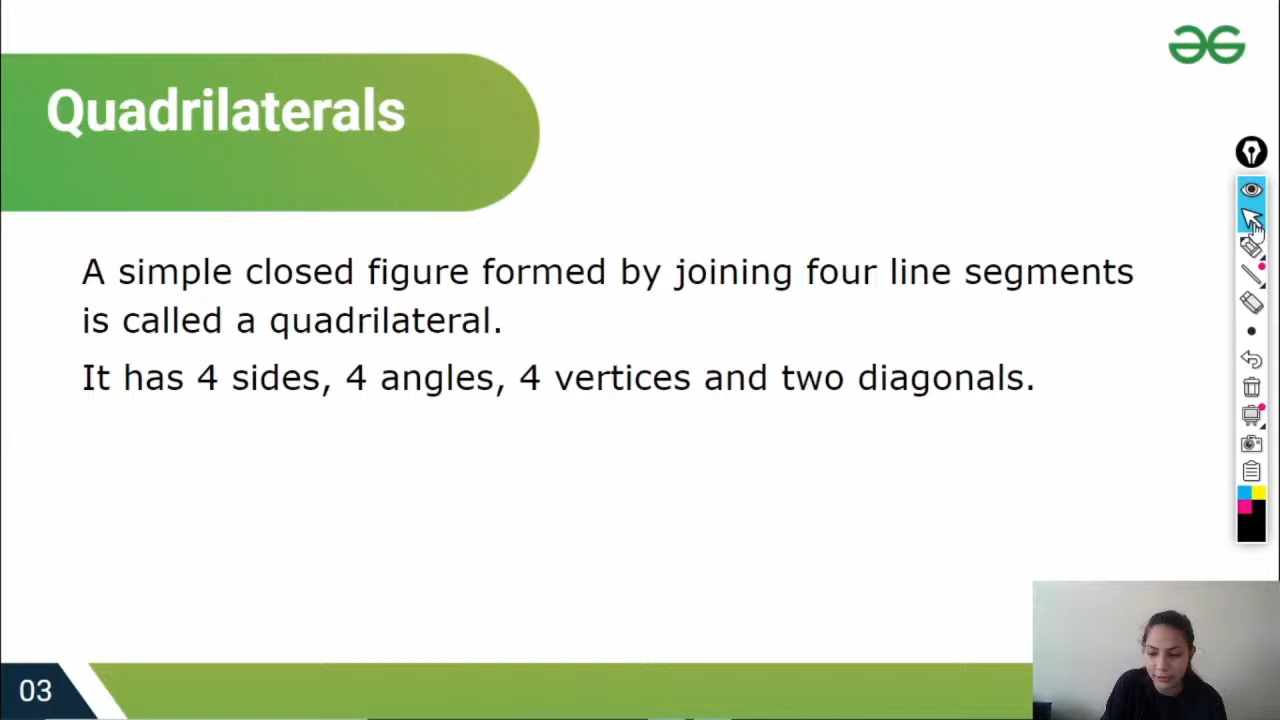 Quadrilaterals
A simple closed figure formed by joining four line segments
is called a quadrilateral.
It has 4 sides, 4 angles, 4 vertices and two diagonals.
03